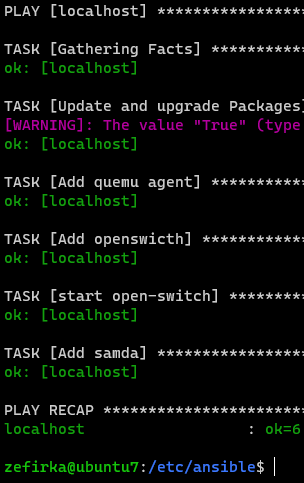 PLAY [localhost] *****************
TASK [Gathering Facts] ***********
ok: [localhost]
TASK [Update and upgrade Packages]
[WARNING]: The value "True" (type
ok: [localhost]
TASK [Add quemu agent] ***********
ok: [localhost]
TASK [Add openswicth] ************
ok: [localhost]
TASK [start open-switch] *********
ok: [localhost]
TASK [Add samda] *****************
ok: [localhost]
PLAY RECAP ***********************
localhost                  : ok=6
zefirka@ubuntu7:/etc/ansible$